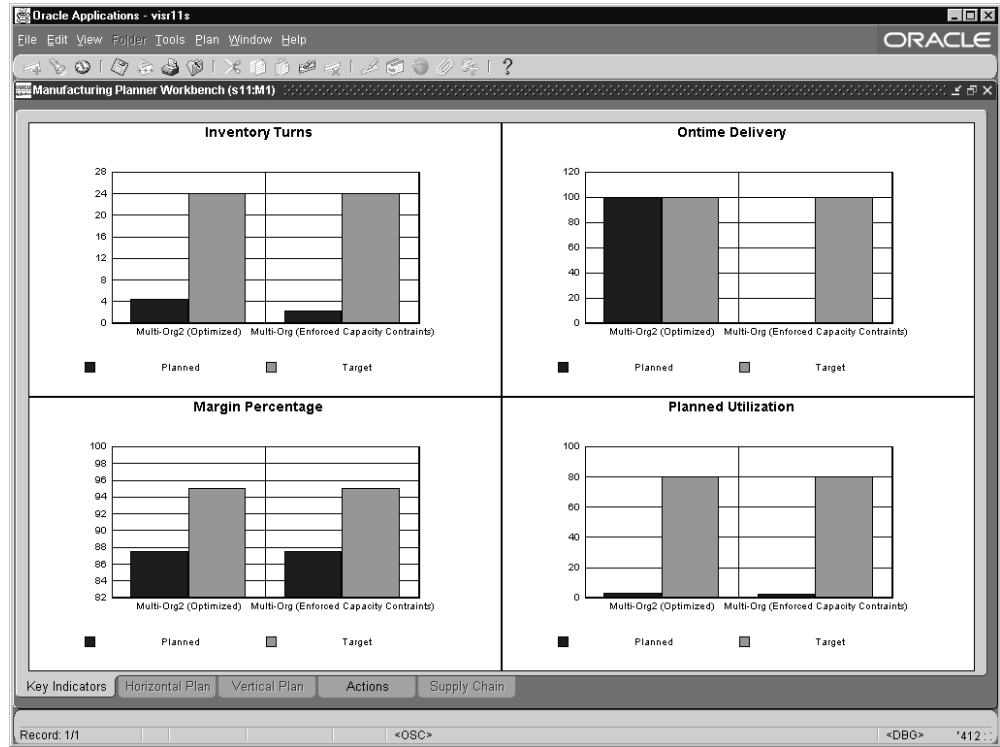 Oracle Applications - visr11s
File Edit View Folder Tools Plan Window Help
ORACLE
?
Manufacturing Planner Workbench (s11:M1)
Inventory Turns
28
24
20
16
12
8
4
0
Multi-Org2 (Optimized) Multi-Org (Enforced Capacity Contraints)
Planned Target
Ontime Delivery
120
100
80
60
40
20
0
Multi-Org2 (Optimized) Multi-Org (Enforced Capacity Contraints)
Planned Target
Margin Percentage
100
98
96
94
92
90
88
86
84
82
Multi-Org2 (Optimized) Multi-Org (Enforced Capacity Contraints)
Planned Target
Planned Utilization
100
80
60
40
20
0
Multi-Org2 (Optimized) Multi-Org (Enforced Capacity Contraints)
Planned Target
Key Indicators Horizontal Plan Vertical Plan Actions Supply Chain
Record: 1/1 <OSC> <DBG>